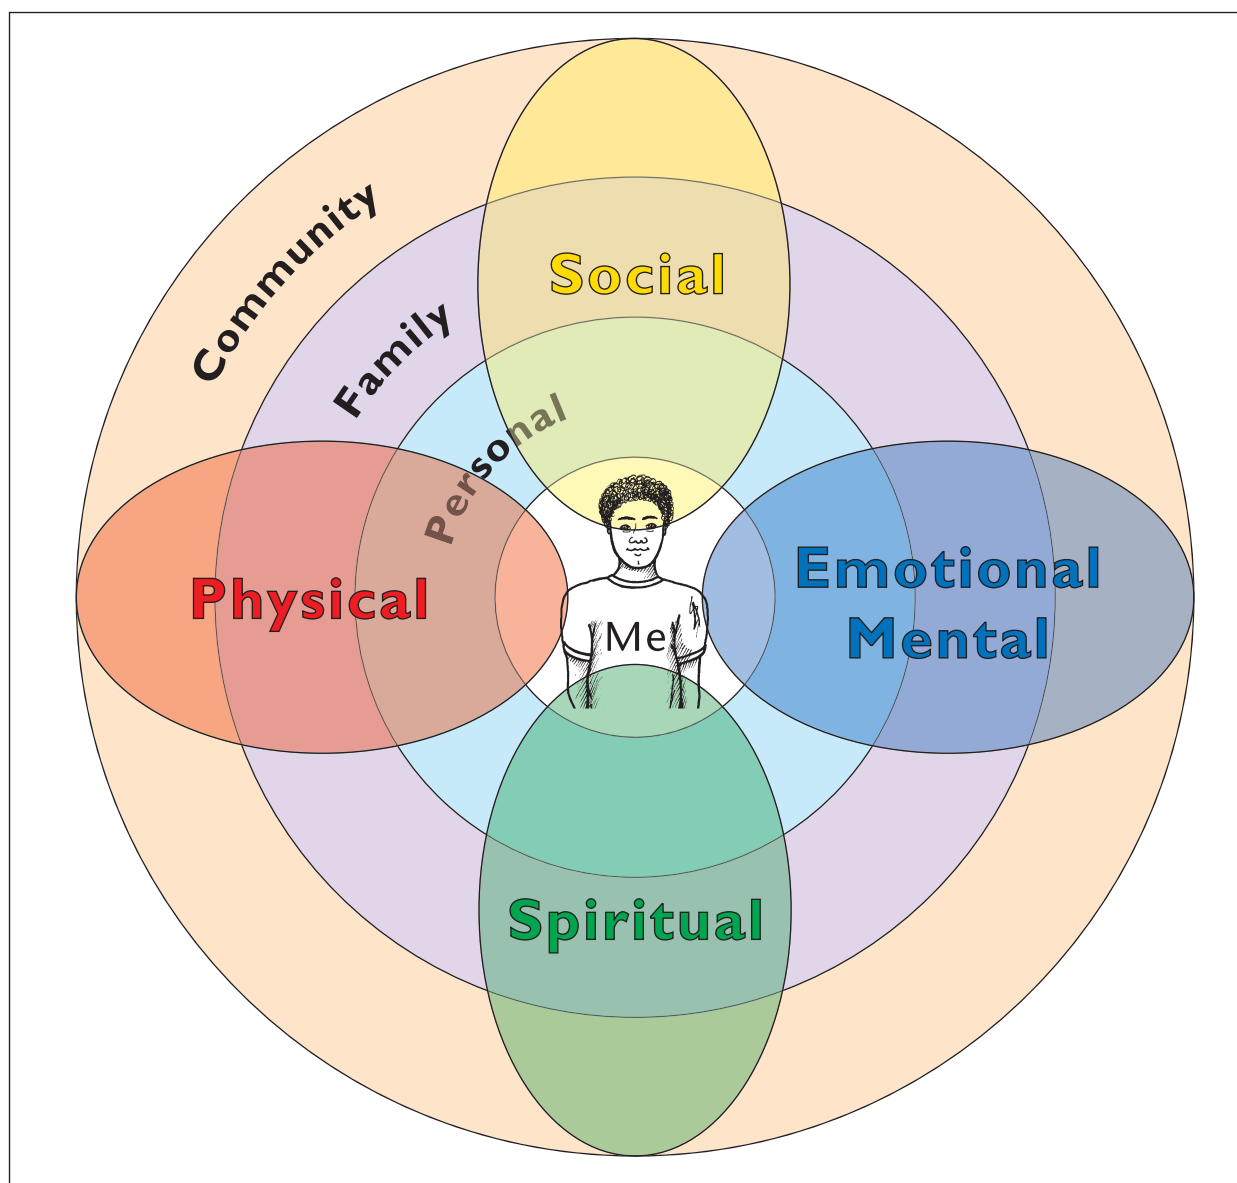 Community
Family
Personal
Social
Physical
Emotional
Mental
Me
Spiritual